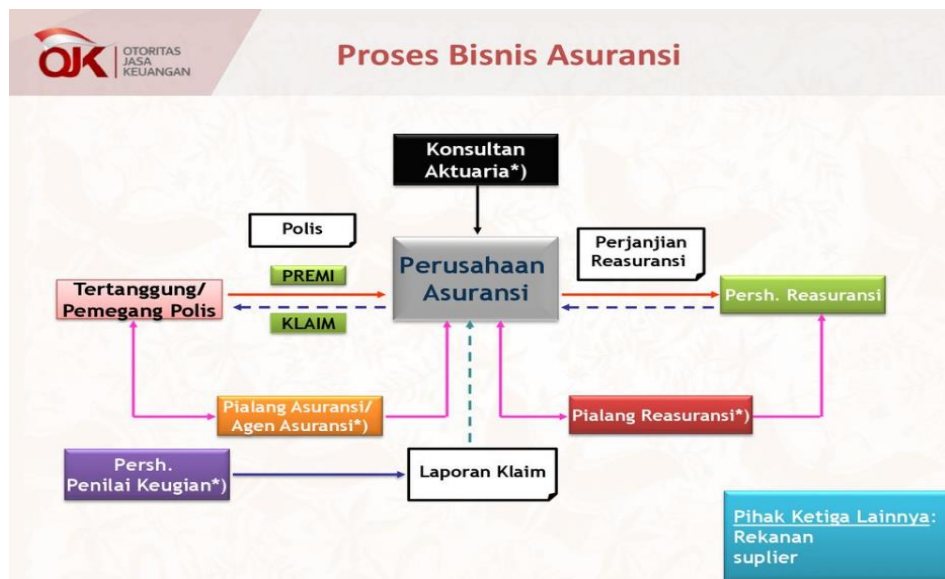 OJK
OTORITAS
JASA
KEUANGAN
Proses Bisnis Asuransi
Konsultan
Aktuaria*)
Polis
PREMI
KLAIM
Tertanggung/
Pemegang Polis
Perusahaan
Asuransi
Perjanjian
Reasuransi
Persh. Reasuransi
Pialang Asuransi/
Agen Asuransi*)
Pialang Reasuransi*)
Persh.
Penilai Keugian*)
Laporan Klaim
Pihak Ketiga Lainnya:
Rekanan
suplier